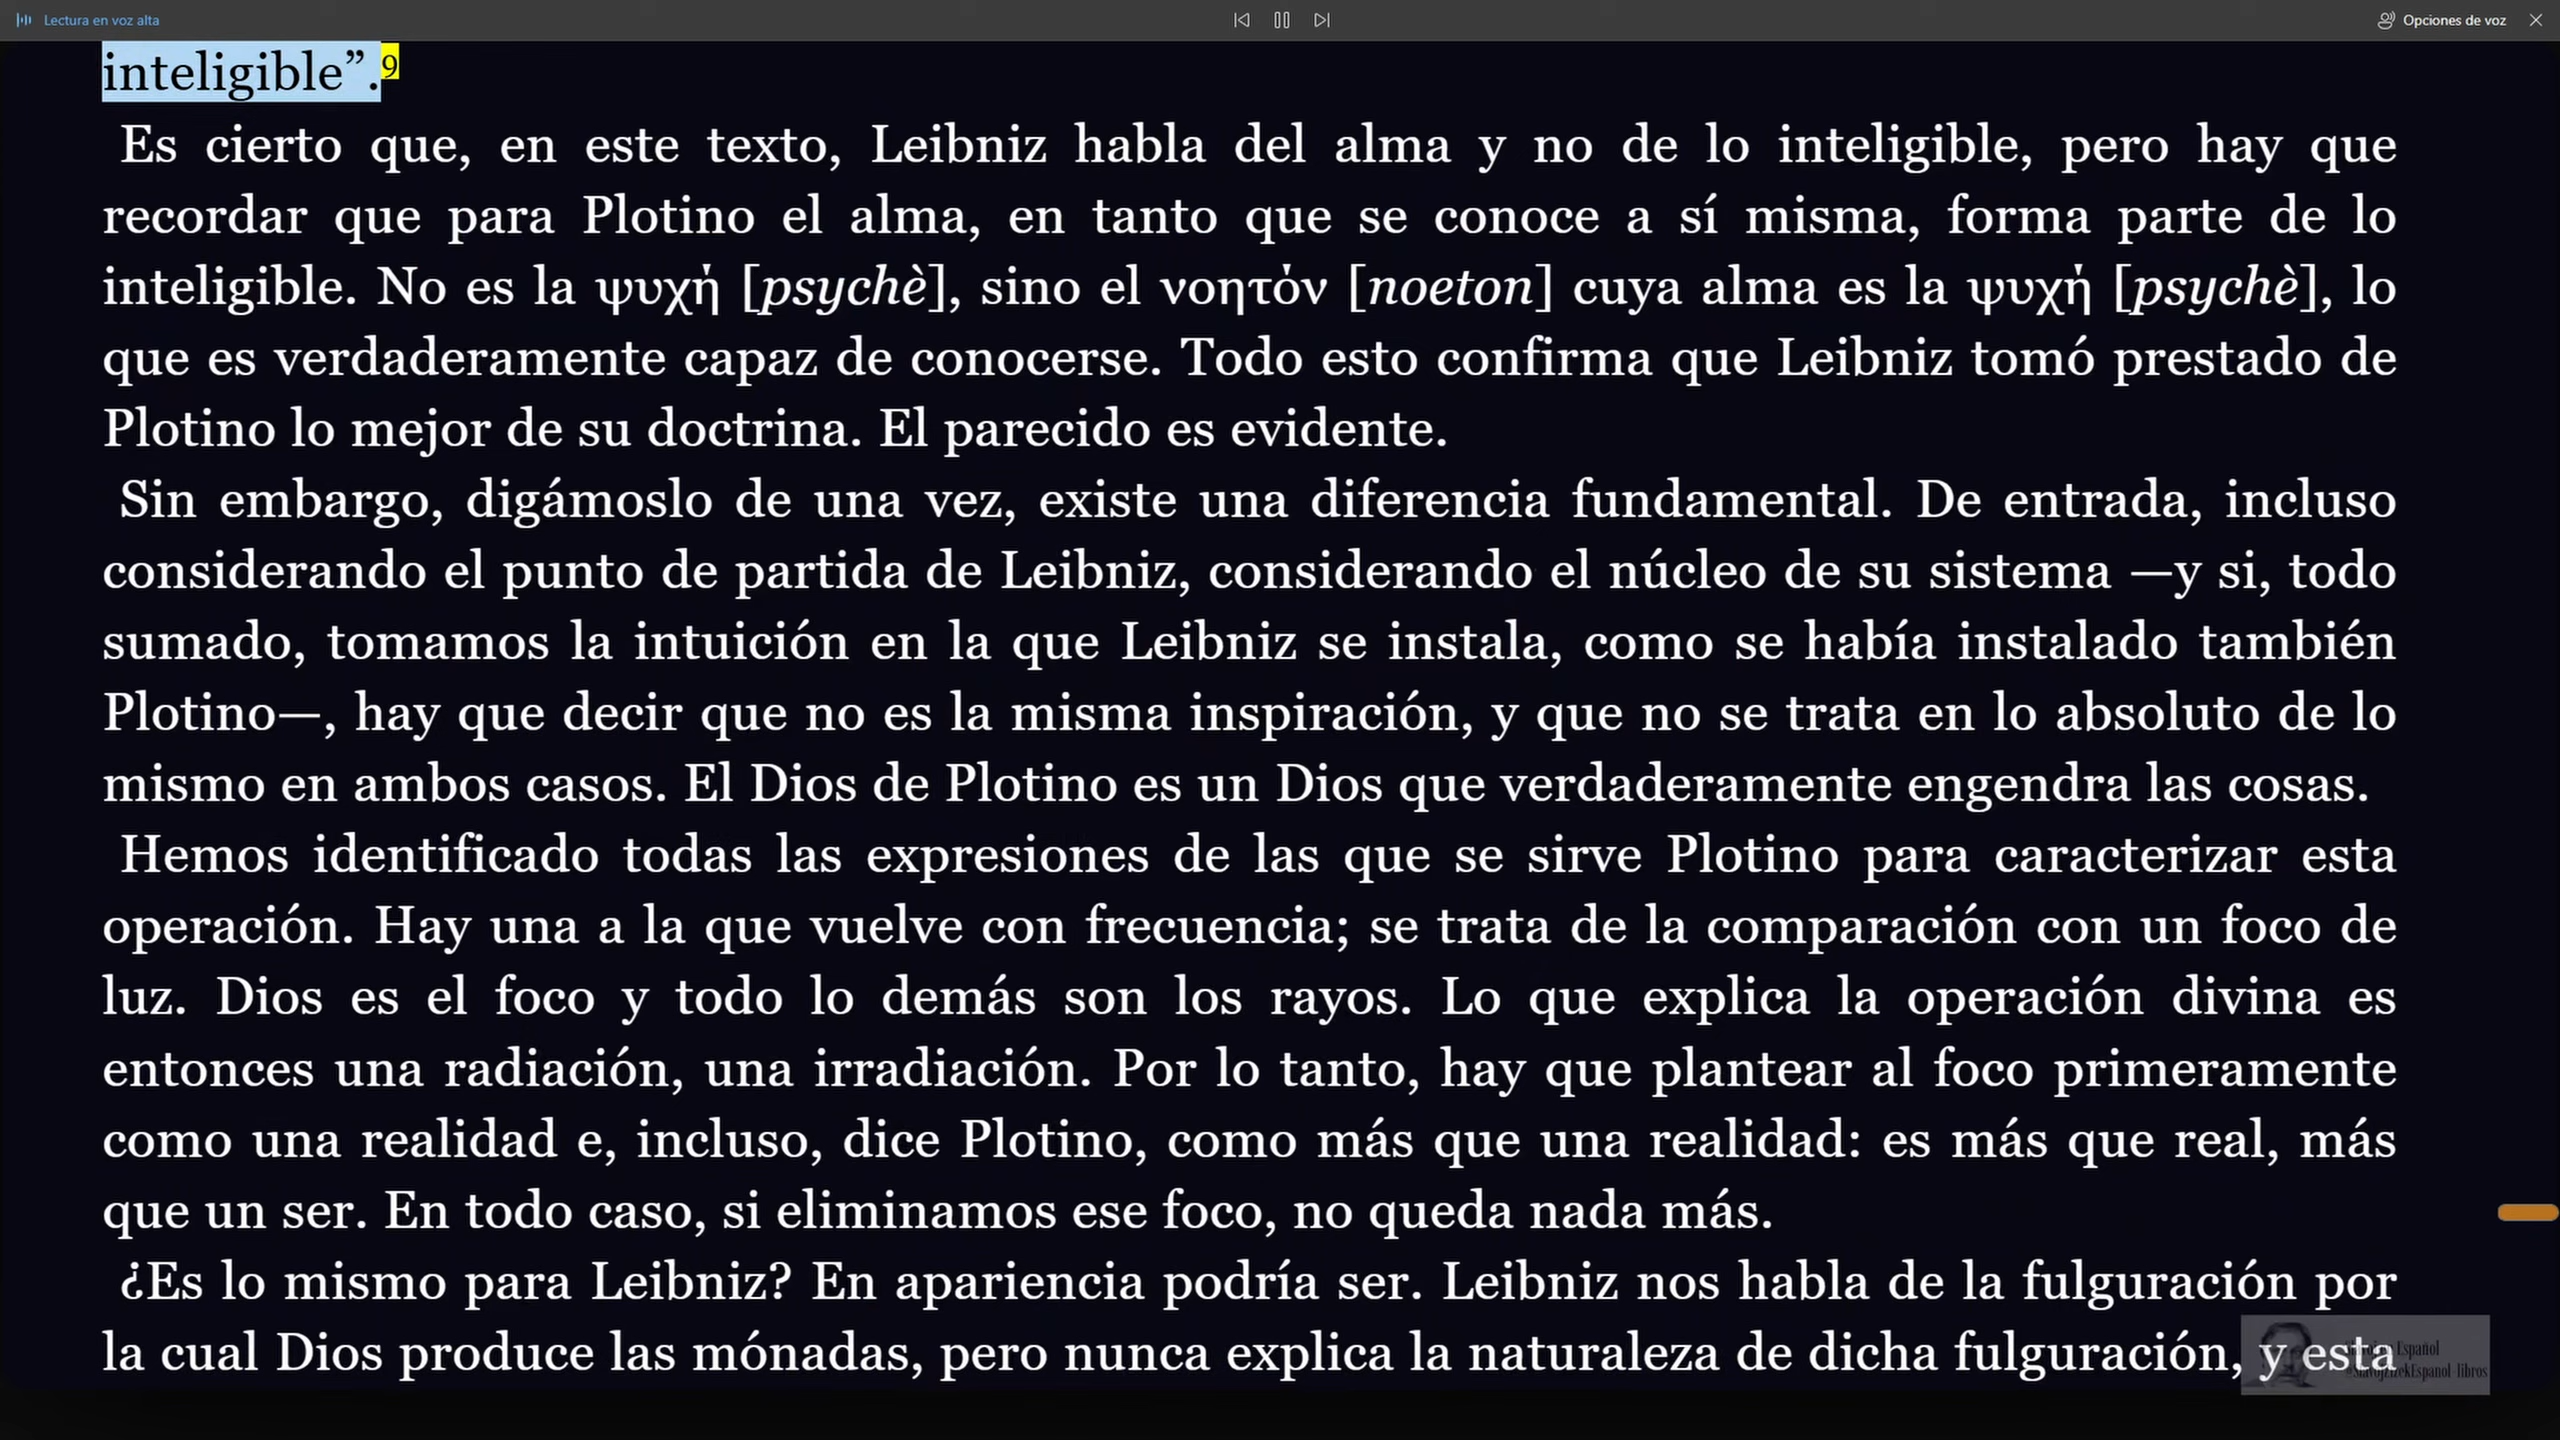 Lectura en voz alta
Opciones de voz
inteligible”.9
Es cierto que, en este texto, Leibniz habla del alma y no de lo inteligible, pero hay que
recordar que para Plotino el alma, en tanto que se conoce a sí misma, forma parte de lo
inteligible. No es la ψυχή [psychè], sino el νοητόν [noeton] cuya alma es la ψυχή [psychè], lo
que es verdaderamente capaz de conocerse. Todo esto confirma que Leibniz tomó prestado de
Plotino lo mejor de su doctrina. El parecido es evidente.
Sin embargo, digámoslo de una vez, existe una diferencia fundamental. De entrada, incluso
considerando el punto de partida de Leibniz, considerando el núcleo de su sistema —y si, todo
sumado, tomamos la intuición en la que Leibniz se instala, como se había instalado también
Plotino—, hay que decir que no es la misma inspiración, y que no se trata en lo absoluto de lo
mismo en ambos casos. El Dios de Plotino es un Dios que verdaderamente engendra las cosas.
Hemos identificado todas las expresiones de las que se sirve Plotino para caracterizar esta
operación. Hay una a la que vuelve con frecuencia; se trata de la comparación con un foco de
luz. Dios es el foco y todo lo demás son los rayos. Lo que explica la operación divina es
entonces una radiación, una irradiación. Por lo tanto, hay que plantear al foco primeramente
como una realidad e, incluso, dice Plotino, como más que una realidad: es más que real, más
que un ser. En todo caso, si eliminamos ese foco, no queda nada más.
¿Es lo mismo para Leibniz? En apariencia podría ser. Leibniz nos habla de la fulguración por
la cual Dios produce las mónadas, pero nunca explica la naturaleza de dicha fulguración, y esta
Español